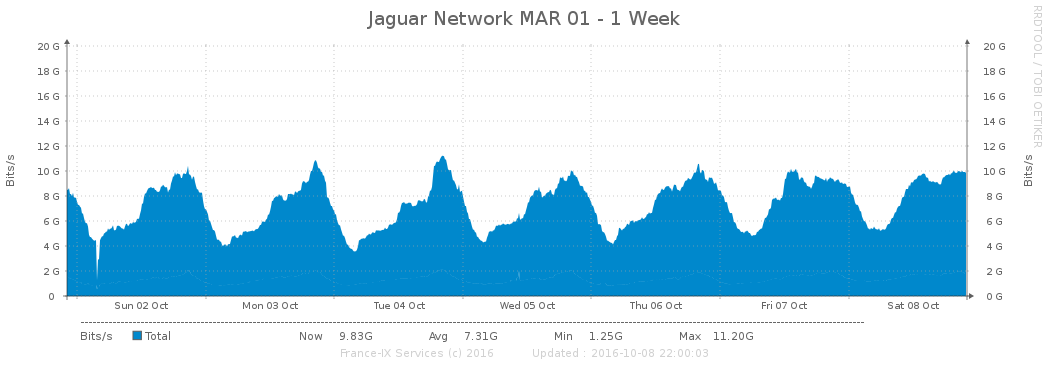 Jaguar Network MAR 01 - 1 Week
RRDTOOL / TOBI OETIKER
Bits/s
20 G 20 G
18 G 18 G
16 G 16 G
14 G 14 G
12 G 12 G
10 G 10 G
8 G 8 G
6 G 6 G
4 G 4 G
2 G 2 G
0 0 G
Bits/s
Sun 02 Oct Mon 03 Oct Tue 04 Oct Wed 05 Oct Thu 06 Oct Fri 07 Oct Sat 08 Oct
Bits/s Total Now 9.83G Avg 7.31G Min 1.25G Max 11.20G
France-IX Services (c) 2016 Updated : 2016-10-08 22:00:03